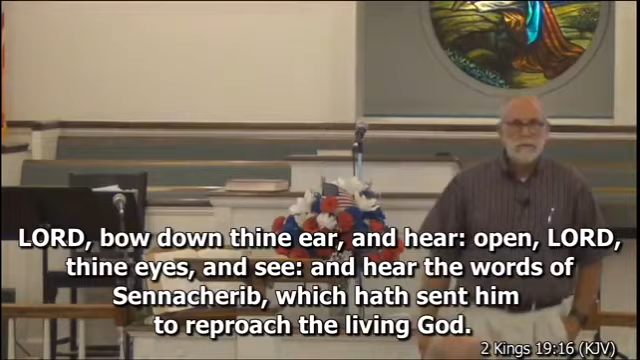 LORD, bow down thine ear, and hear: open, LORD,
thine eyes, and see: and hear the words of
Sennacherib, which hath sent him
to reproach the living God.
2 Kings 19:16 (KJV)